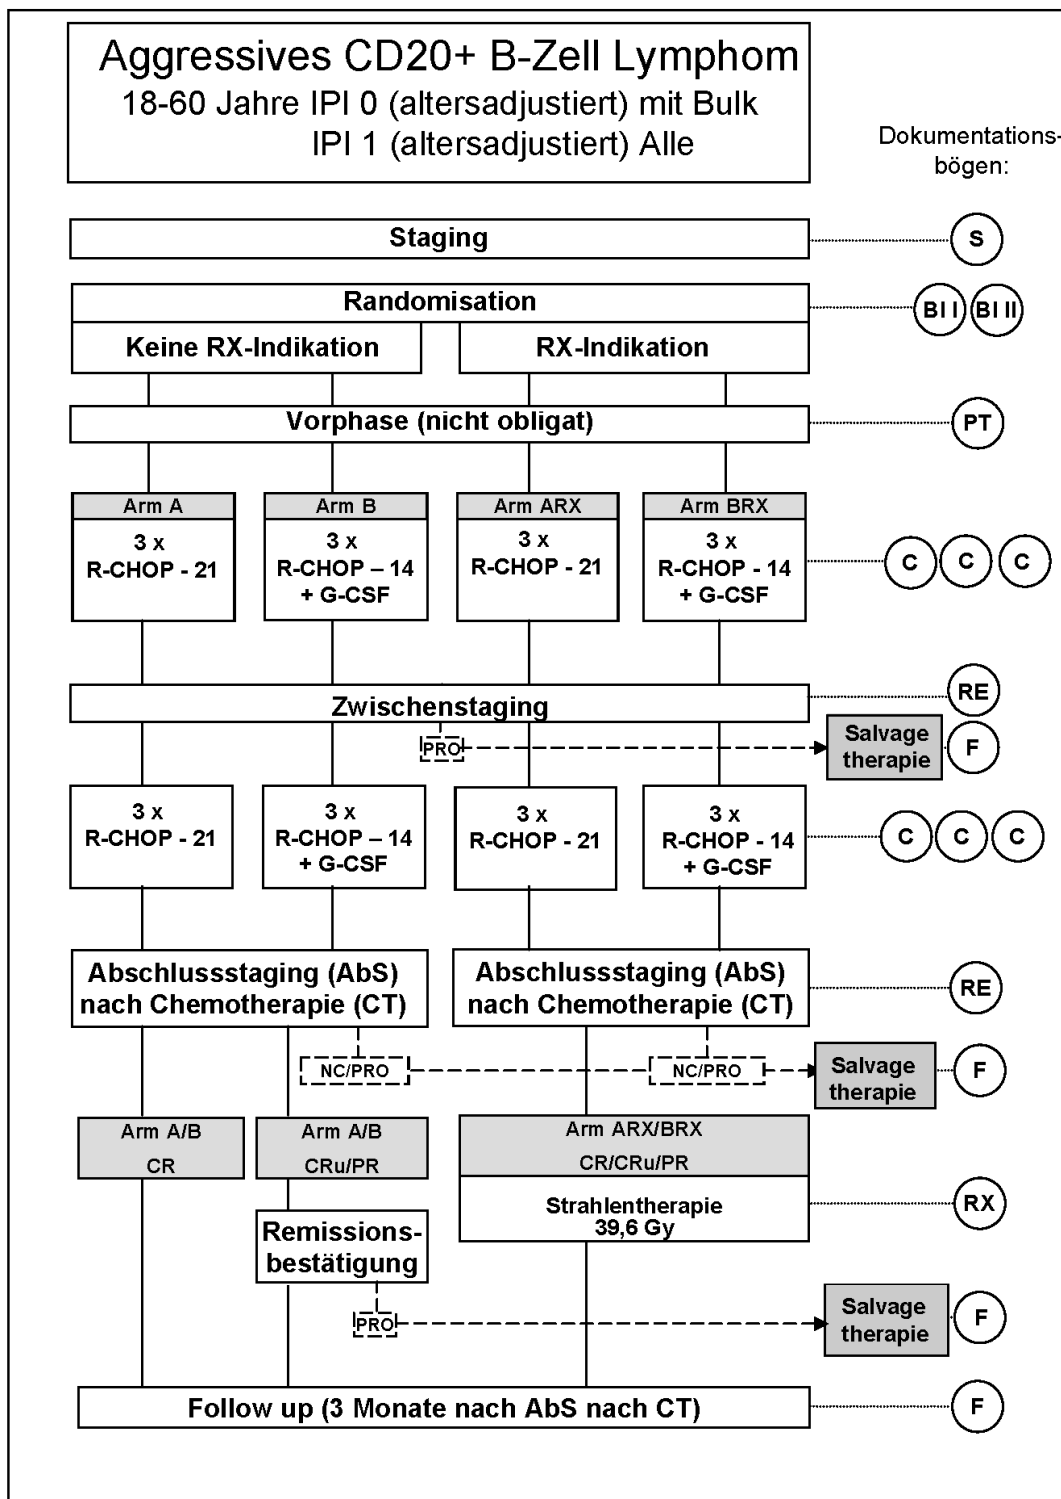 Aggressives CD20+ B-Zell Lymphom
18-60 Jahre IPI 0 (altersadjustiert) mit Bulk
IPI 1 (altersadjustiert) Alle
Dokumentations-
bögen:
Staging
S
Randomisation
BI I
BI II
Keine RX-Indikation
RX-Indikation
Vorphase (nicht obligat)
PT
Arm A
3 x
R-CHOP - 21
Arm B
3 x
R-CHOP – 14
+ G-CSF
Arm ARX
3 x
R-CHOP - 21
Arm BRX
3 x
R-CHOP - 14
+ G-CSF
C
C
C
Zwischenstaging
RE
PRO
Salvage
therapie
F
3 x
R-CHOP - 21
3 x
R-CHOP – 14
+ G-CSF
3 x
R-CHOP - 21
3 x
R-CHOP - 14
+ G-CSF
C
C
C
Abschlussstaging (AbS)
nach Chemotherapie (CT)
Abschlussstaging (AbS)
nach Chemotherapie (CT)
RE
NC/PRO
NC/PRO
Salvage
therapie
F
Arm A/B
CR
Arm A/B
CRu/PR
Arm ARX/BRX
CR/CRu/PR
Strahlentherapie
39,6 Gy
RX
Remissions-
bestätigung
PRO
Salvage
therapie
F
Follow up (3 Monate nach AbS nach CT)
F